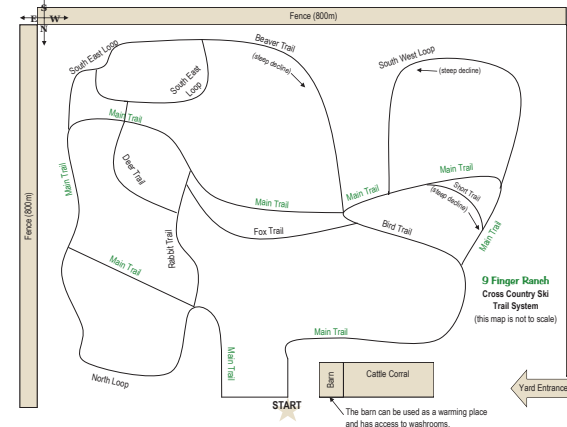 S
E W
N
Fence (800m)
South East Loop
Beaver Trail
(steep decline)
South West Loop
(steep decline)
South East
Loop
Main Trail
Main Trail
Deer Trail
Main Trail
Short Trail
(steep decline)
Main Trail
Main Trail
Main Trail
Fence (800m)
Fox Trail
Bird Trail
Rabbit Trail
Main Trail
9 Finger Ranch
Cross Country Ski
Trail System
(this map is not to scale)
Main Trail
Main Trail
North Loop
Barn
Cattle Corral
Yard Entrance
START
The barn can be used as a warming place
and has access to washrooms.